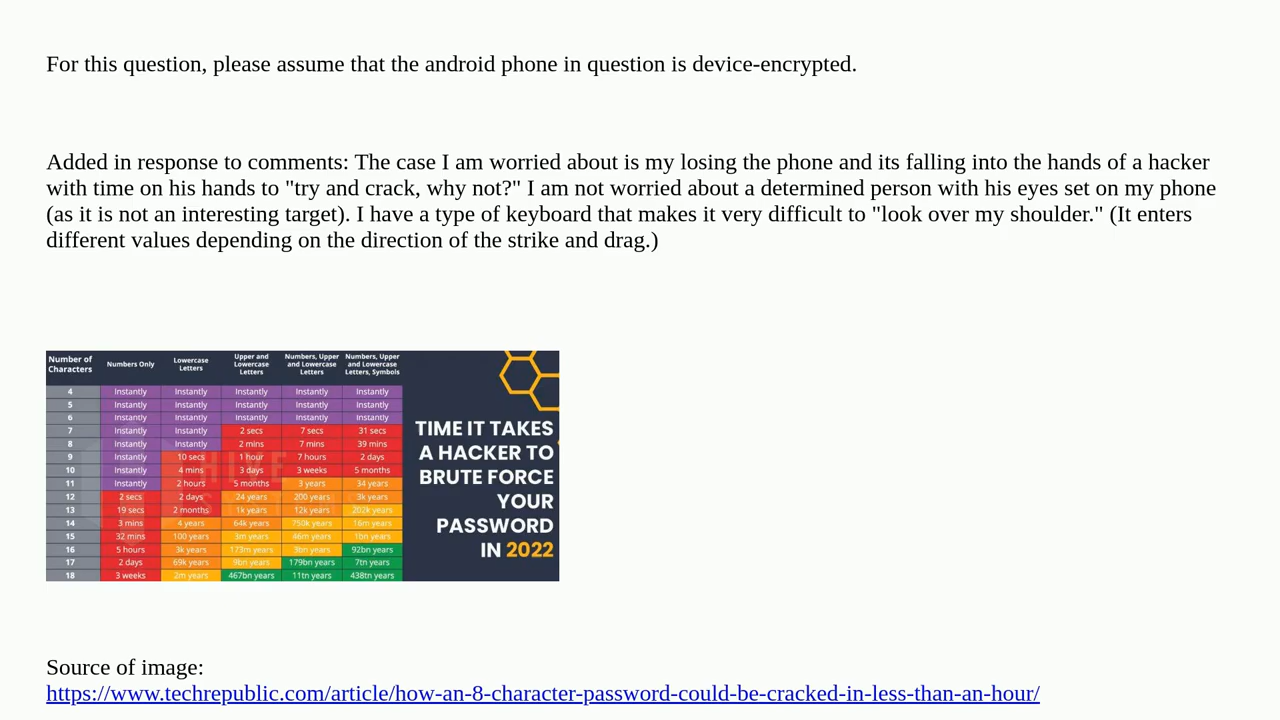 For this question, please assume that the android phone in question is device-encrypted.
Added in response to comments: The case I am worried about is my losing the phone and its falling into the hands of a hacker
with time on his hands to "try and crack, why not?" I am not worried about a determined person with his eyes set on my phone
(as it is not an interesting target). I have a type of keyboard that makes it very difficult to "look over my shoulder." (It enters
different values depending on the direction of the strike and drag.)
Number of Characters Numbers Only Lowercase Letters Upper and Lowercase Letters Numbers, Upper and Lowercase Letters Numbers, Upper and Lowercase Letters, Symbols
4 Instantly Instantly Instantly Instantly Instantly
5 Instantly Instantly Instantly Instantly Instantly
6 Instantly Instantly Instantly Instantly Instantly
7 Instantly Instantly 2 secs 7 secs 31 secs
8 Instantly Instantly 2 mins 7 mins 39 mins
9 Instantly 10 secs 1 hour 7 hours 2 days
10 Instantly 4 mins 3 days 3 weeks 5 months
11 Instantly 2 hours 5 months 3 years 34 years
12 2 secs 2 days 24 years 200 years 3k years
13 19 secs 2 months 1k years 12k years 202k years
14 3 mins 4 years 64k years 750k years 16m years
15 32 mins 100 years 3m years 46m years 1bn years
16 5 hours 3k years 173m years 3bn years 92bn years
17 2 days 69k years 9bn years 179bn years 7tn years
18 3 weeks 2m years 467bn years 11tn years 438tn years
TIME IT TAKES
A HACKER TO
BRUTE FORCE
YOUR
PASSWORD
IN 2022
Source of image:
https://www.techrepublic.com/article/how-an-8-character-password-could-be-cracked-in-less-than-an-hour/